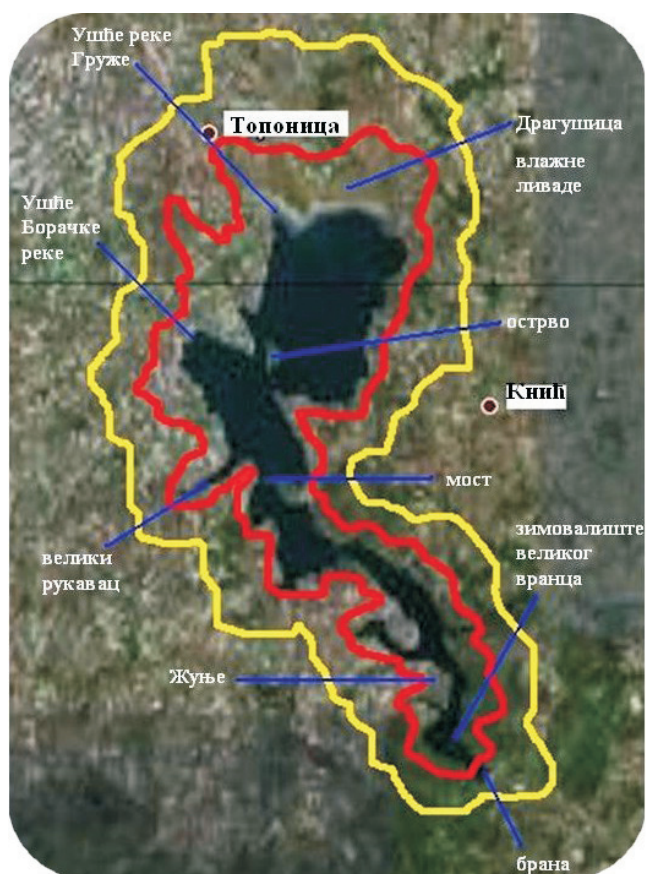 Ушће реке
Груже
Топоница
Драгушица
влажне
ливаде
Ушће
Борачке
реке
острво
Кнић
мост
зимовалиште
великог
вранца
велики
рукавац
Жуње
брана